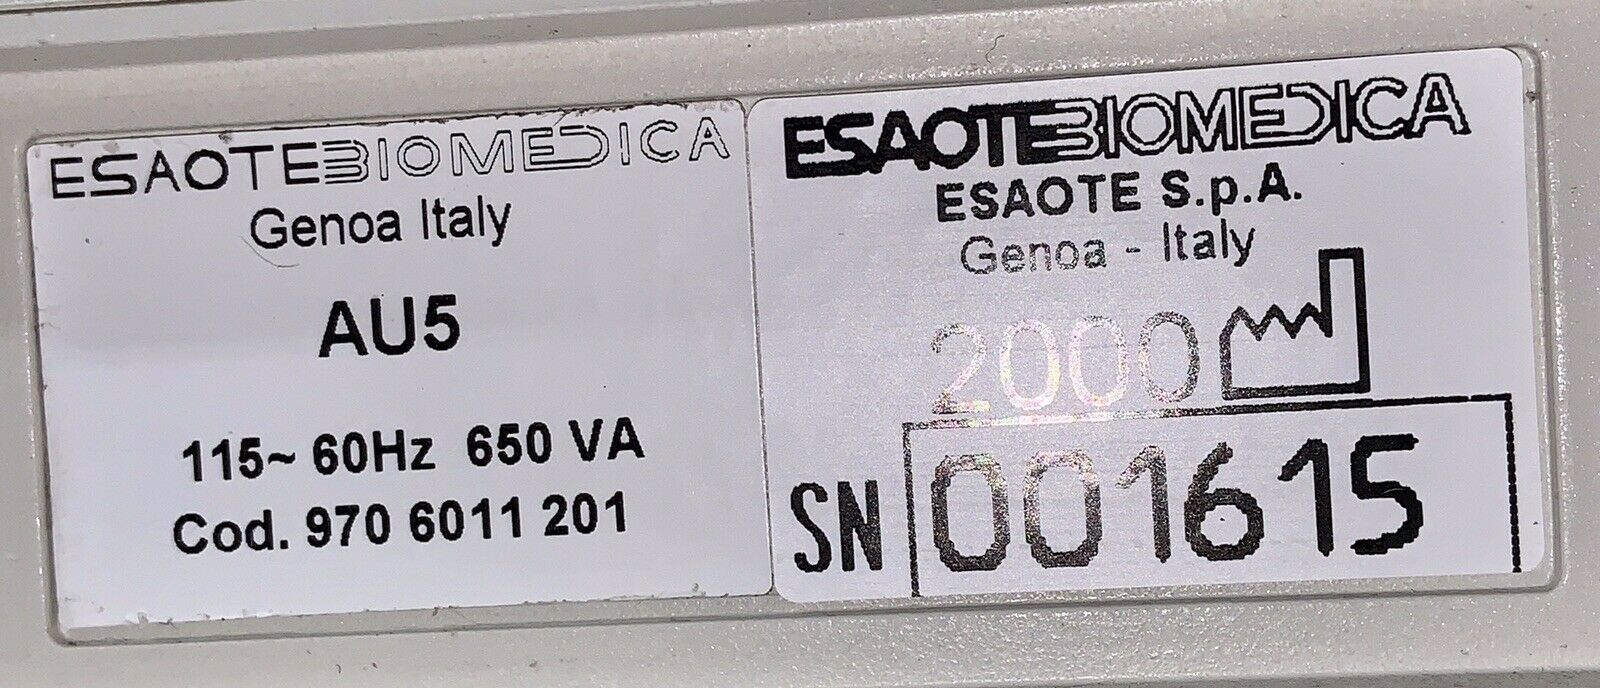 ESAOTEBIOMEDICA
Genoa Italy
AU5
115~ 60Hz 650 VA
Cod. 970 6011 201
ESAOTEBIOMEDICA
ESAOTE S.p.A.
Genoa - Italy
2000
SN 001615